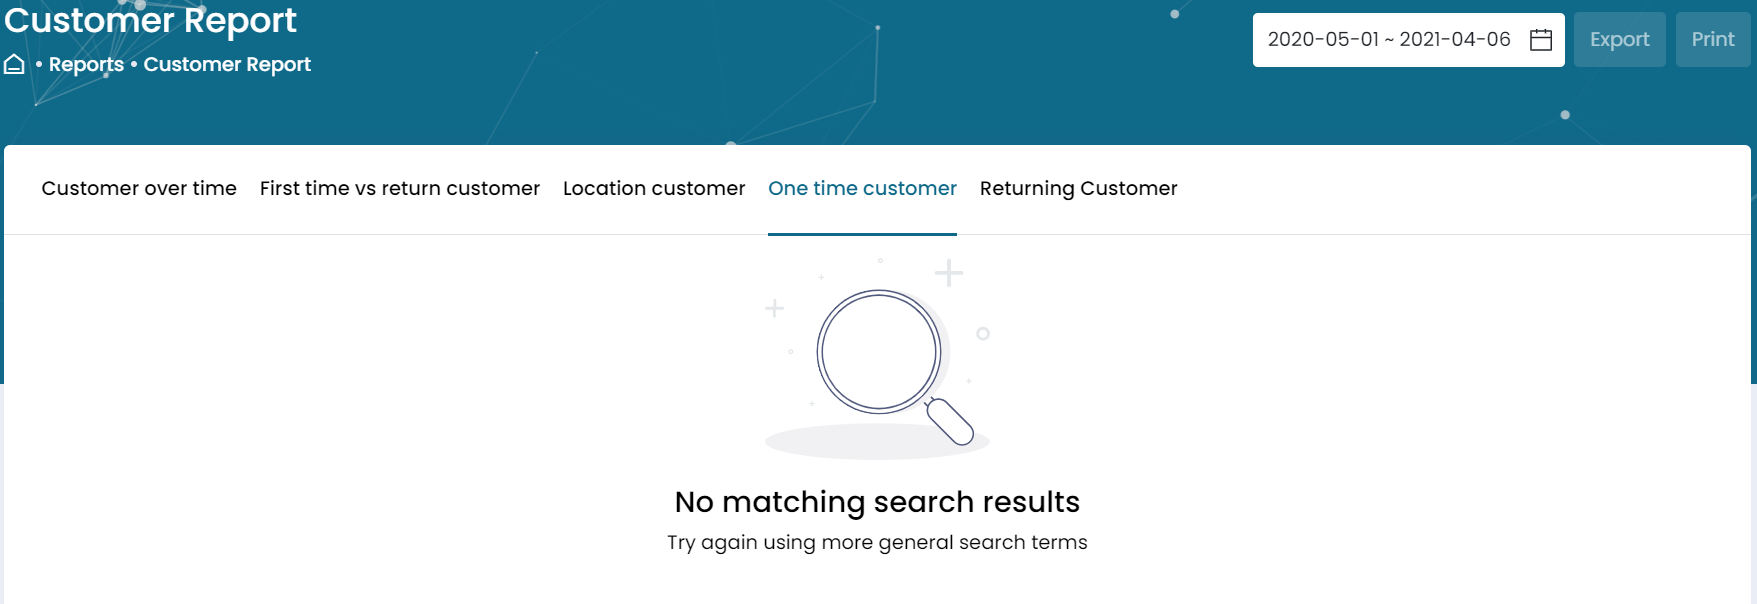 Customer Report
• Reports • Customer Report
2020-05-01 ~ 2021-04-06
Export
Print
Customer over time
First time vs return customer
Location customer
One time customer
Returning Customer
No matching search results
Try again using more general search terms